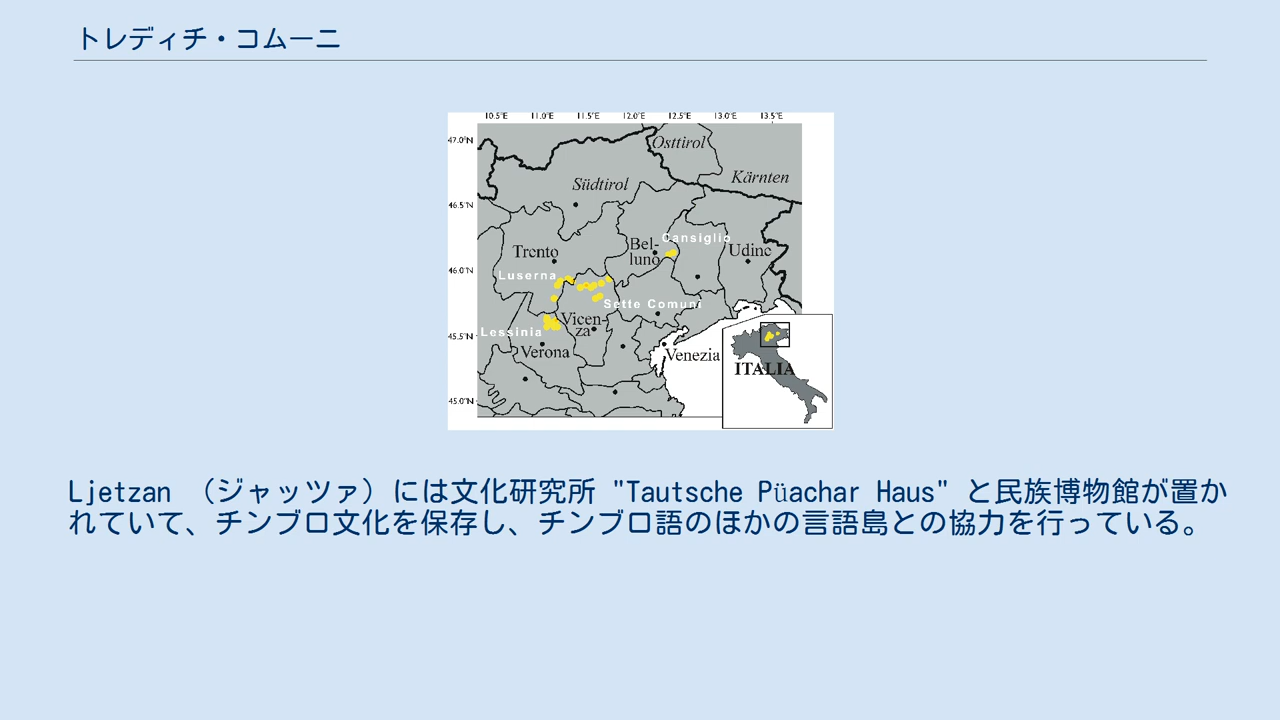 トレディチ・コムーニ
10.5°E 11.0°E 11.5°E 12.0°E 12.5°E 13.0°E 13.5°E
47.0°N
Osttirol
Südtirol
Kärnten
46.5°N
Cansiglio
Trento
Bel-
luno
Udine
46.0°N
Luserna
Sette Comuni
Vicen-
za
Lessinia
45.5°N
Verona
Venezia
ITALIA
45.0°N
Ljetzan （ジャッツァ）には文化研究所 "Tautsche Püachar Haus" と民族博物館が置か
れていて、チンブロ文化を保存し、チンブロ語のほかの言語島との協力を行っている。